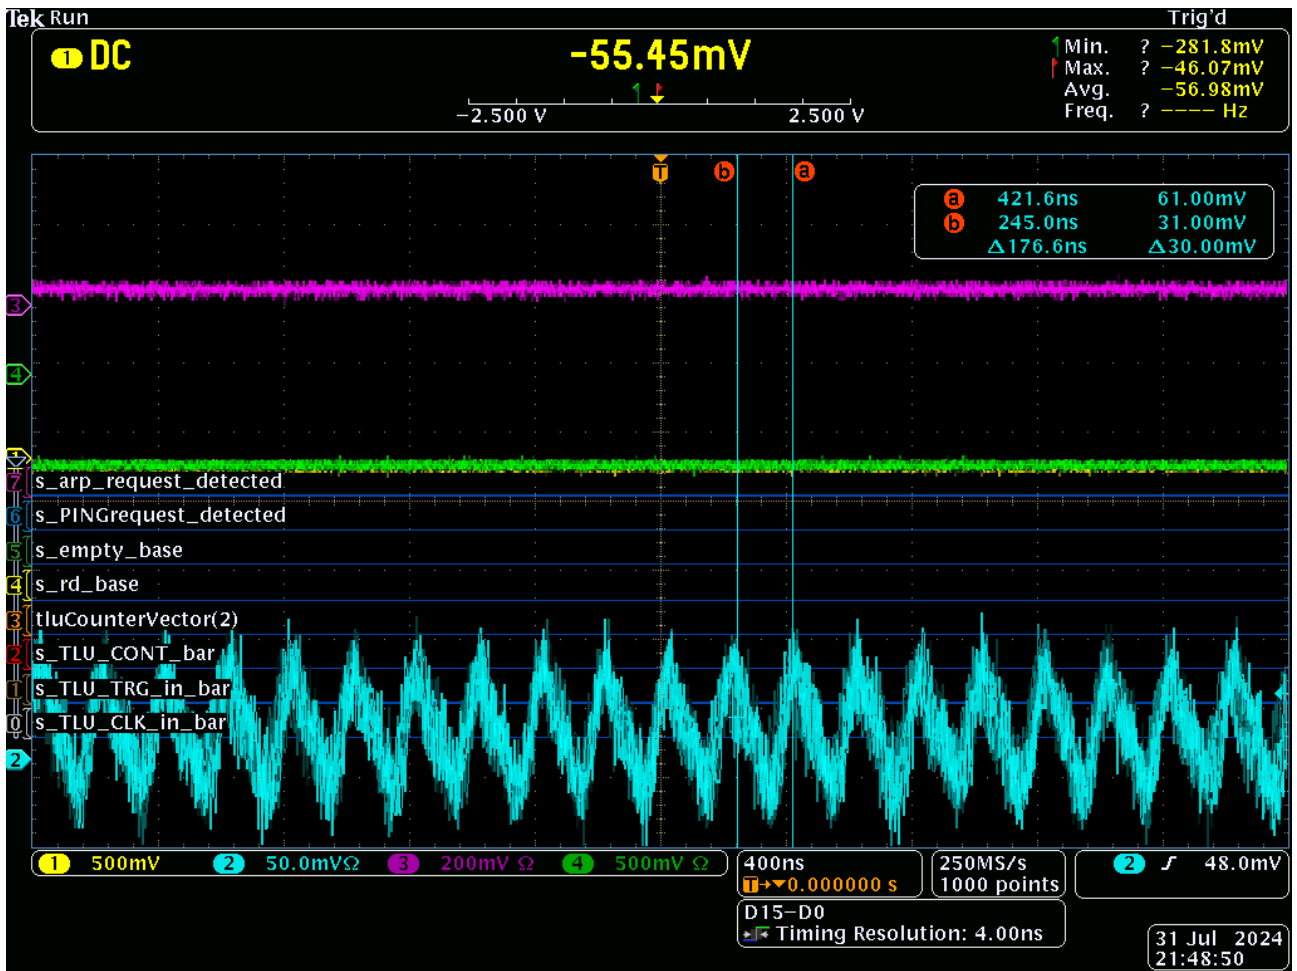 Tek Run Trig'd
1 DC -55.45mV
Min. ? -281.8mV
Max. ? -46.07mV
Avg. -56.98mV
Freq. ? ---- Hz
-2.500 V 2.500 V
T b a
a 421.6ns 61.00mV
b 245.0ns 31.00mV
Δ176.6ns Δ30.00mV
3
4
1
7 s_arp_request_detected
6 s_PINGrequest_detected
5 s_empty_base
4 s_rd_base
3 tluCounterVector(2)
2 s_TLU_CONT_bar
1 s_TLU_TRG_in_bar
0 s_TLU_CLK_in_bar
2
1 500mV 2 50.0mVΩ 3 200mV Ω 4 500mV Ω
400ns
T→▼0.000000 s
250MS/s
1000 points
2 48.0mV
D15-D0
Timing Resolution: 4.00ns
31 Jul 2024
21:48:50